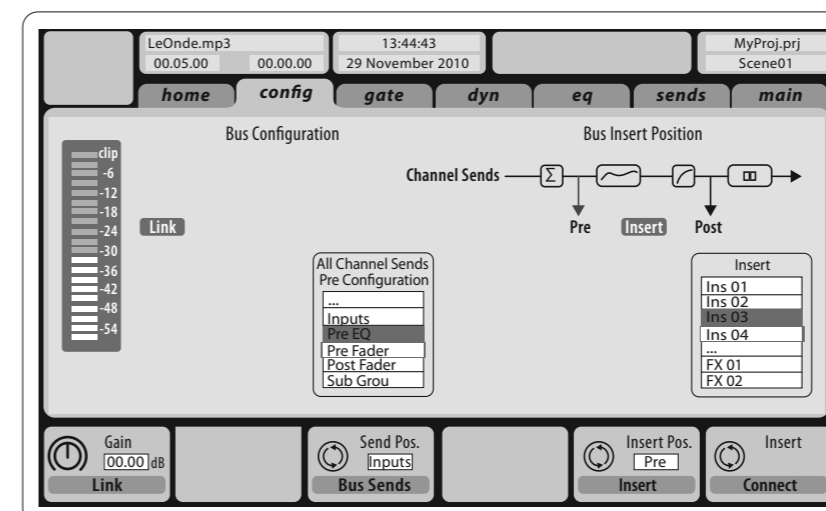 LeOnde.mp3
00.05.00 00.00.00
13:44:43
29 November 2010
MyProj.prj
Scene01
home config gate dyn eq sends main
Bus Configuration
Bus Insert Position
clip
-6
-12
-18
-24
-30
-36
-42
-48
-54
Link
Channel Sends
Σ
Pre Insert Post
All Channel Sends
Pre Configuration
...
Inputs
Pre EQ
Pre Fader
Post Fader
Sub Grou
Insert
Ins 01
Ins 02
Ins 03
Ins 04
...
FX 01
FX 02
Gain
00.00 dB
Link
Send Pos.
Inputs
Bus Sends
Insert Pos.
Pre
Insert
Insert
Connect